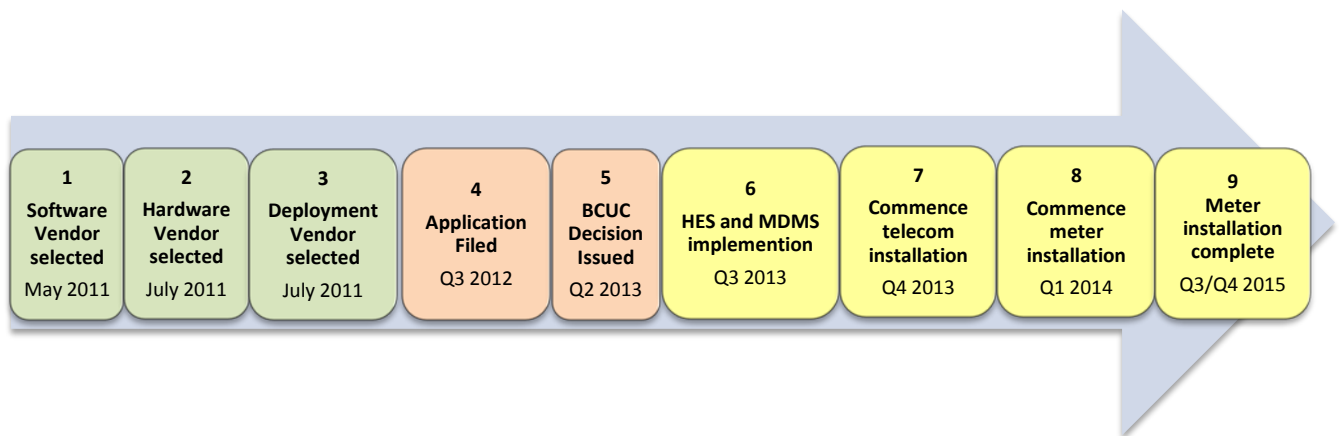 1
Software
Vendor
selected
May 2011
2
Hardware
Vendor
selected
July 2011
3
Deployment
Vendor
selected
July 2011
4
Application
Filed
Q3 2012
5
BCUC
Decision
Issued
Q2 2013
6
HES and MDMS
implemention
Q3 2013
7
Commence
telecom
installation
Q4 2013
8
Commence
meter
installation
Q1 2014
9
Meter
installation
complete
Q3/Q4 2015